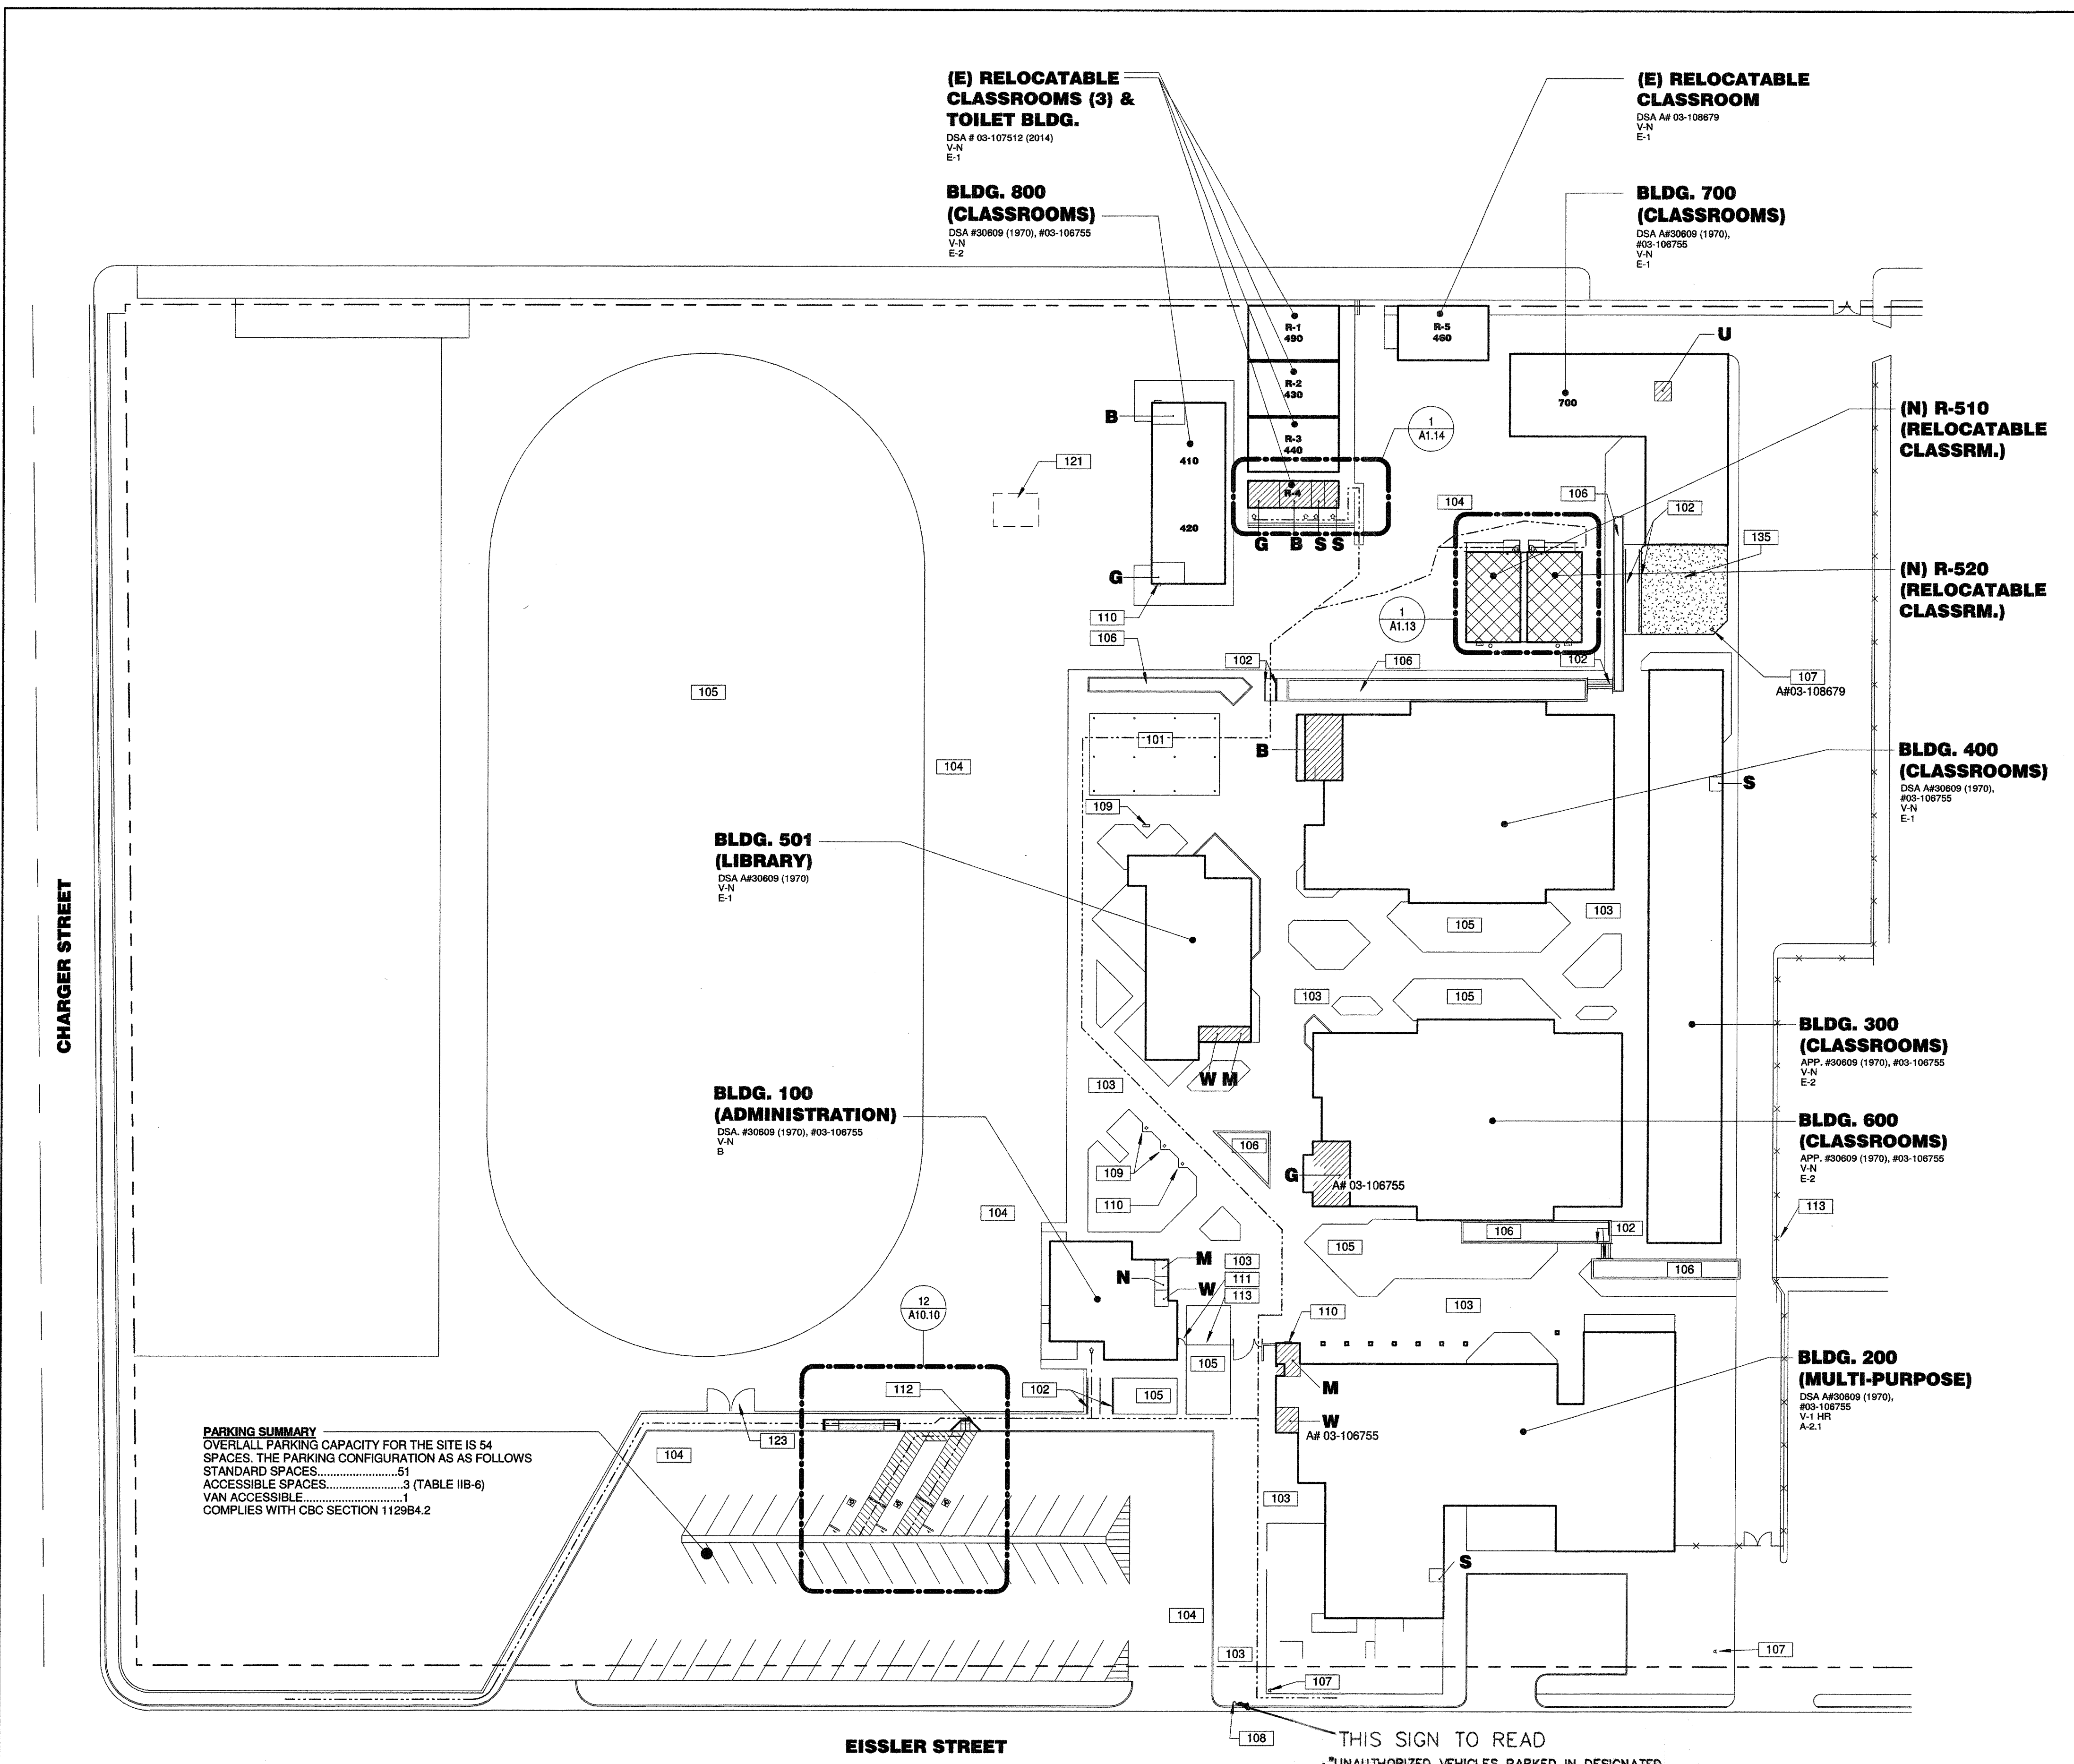 (E) RELOCATABLE
CLASSROOMS (3) &
TOILET BLDG.
DSA # 03-107512 (2014)
V-N
E-1
(E) RELOCATABLE
CLASSROOM
DSA A# 03-108679
V-N
E-1
BLDG. 800
(CLASSROOMS)
DSA #30609 (1970), #03-106755
V-N
E-2
BLDG. 700
(CLASSROOMS)
DSA A#30609 (1970),
#03-106755
V-N
E-1
R-1
490
R-5
460
U
R-2
430
700
B
1
A1.14
(N) R-510
(RELOCATABLE
CLASSRM.)
R-3
440
410
121
R-4
104
106
102
420
135
G B S S
G
(N) R-520
(RELOCATABLE
CLASSRM.)
110
1
A1.13
106
102
106
102
107
A#03-108679
105
101
B
BLDG. 400
(CLASSROOMS)
DSA A#30609 (1970),
#03-106755
V-N
E-1
104
S
109
BLDG. 501
(LIBRARY)
DSA A#30609 (1970)
V-N
E-1
103
105
CHARGER STREET
103
105
BLDG. 300
(CLASSROOMS)
APP. #30609 (1970), #03-106755
V-N
E-2
W M
103
BLDG. 100
(ADMINISTRATION)
DSA. #30609 (1970), #03-106755
V-N
B
BLDG. 600
(CLASSROOMS)
APP. #30609 (1970), #03-106755
V-N
E-2
106
109
G
A# 03-106755
110
113
104
106
102
105
M
103
N
111
106
W
113
103
110
12
A10.10
105
BLDG. 200
(MULTI-PURPOSE)
DSA A#30609 (1970),
#03-106755
V-1 HR
A-2.1
112
102
105
M
W
A# 03-106755
PARKING SUMMARY
OVERLALL PARKING CAPACITY FOR THE SITE IS 54
SPACES. THE PARKING CONFIGURATION AS AS FOLLOWS
STANDARD SPACES..........................51
ACCESSIBLE SPACES.........................3 (TABLE IIB-6)
VAN ACCESSIBLE................................1
COMPLIES WITH CBC SECTION 1129B4.2
123
104
103
S
104
103
107
107
108
THIS SIGN TO READ
"UNAUTHORIZED VEHICLES PARKED IN DESIGNATED
EISSLER STREET